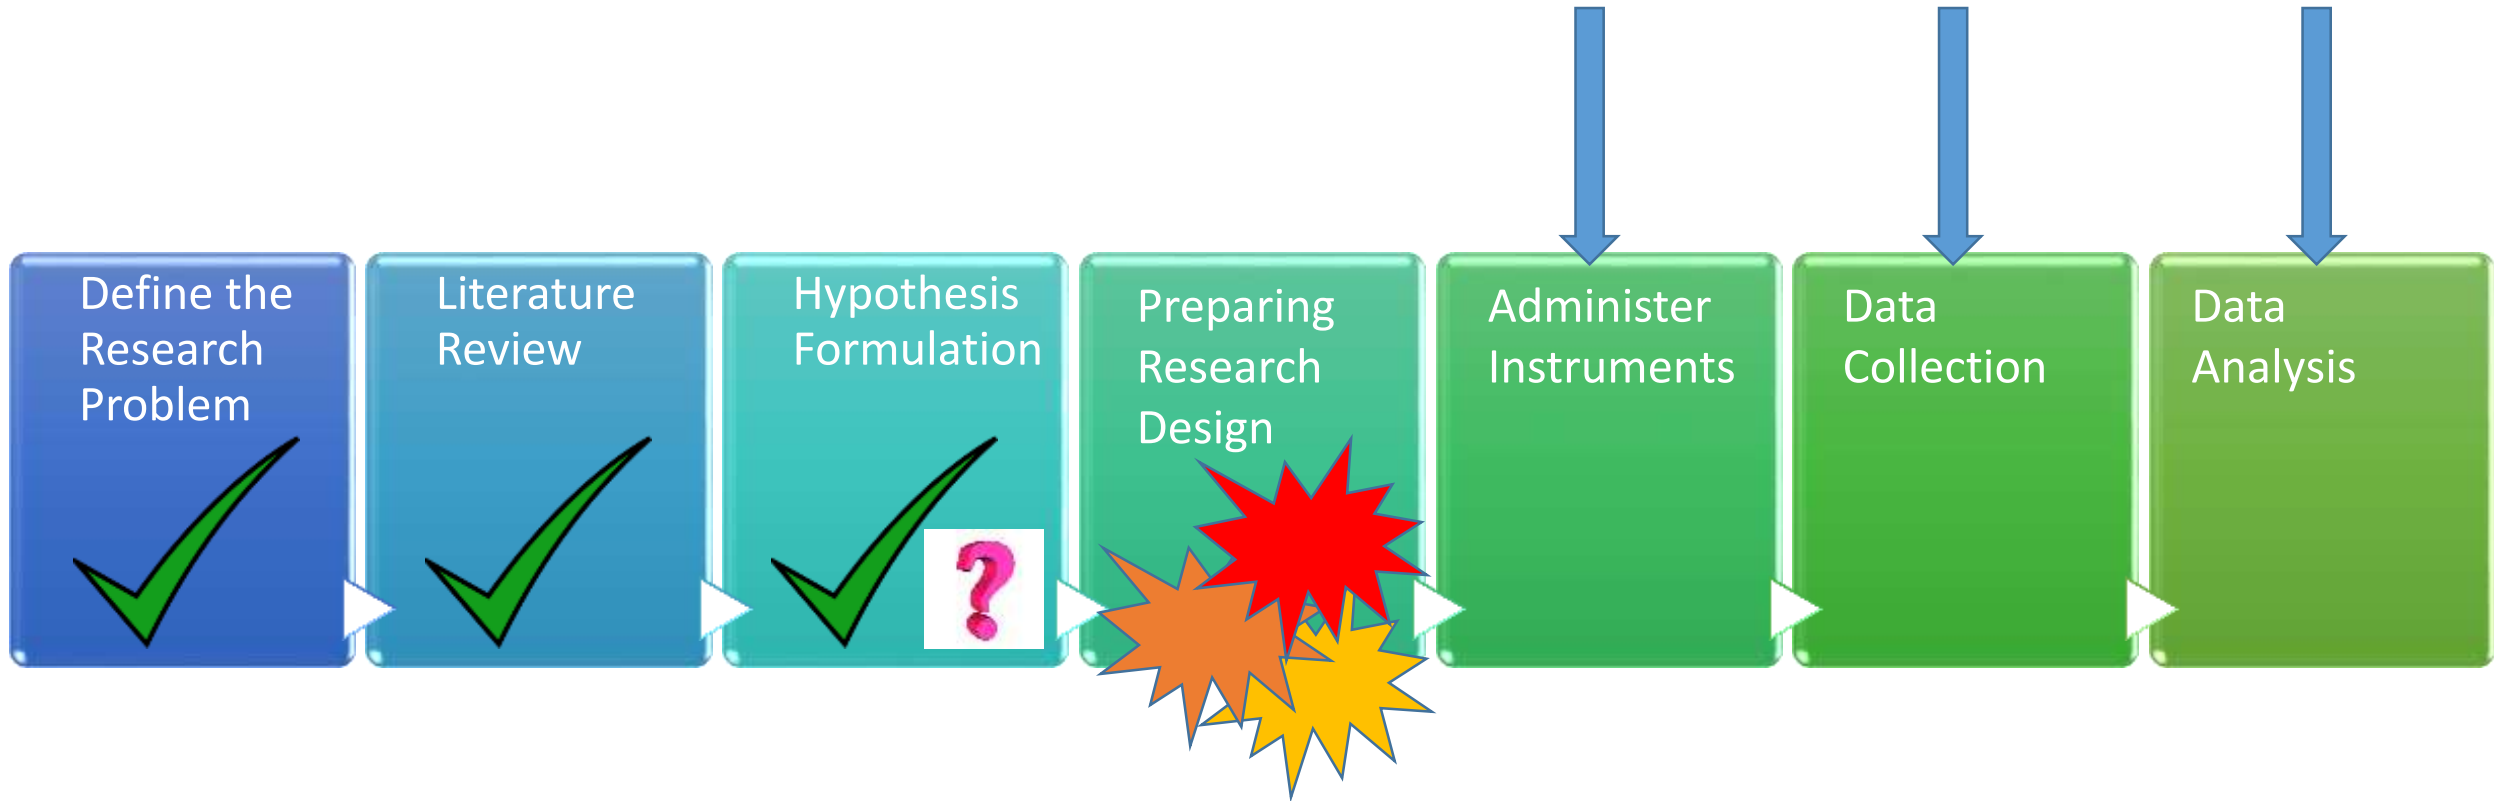 Define the
Research
Problem
Literature
Review
Hypothesis
Formulation
Preparing
Research
Design
Administer
Instruments
Data
Collection
Data
Analysis
?